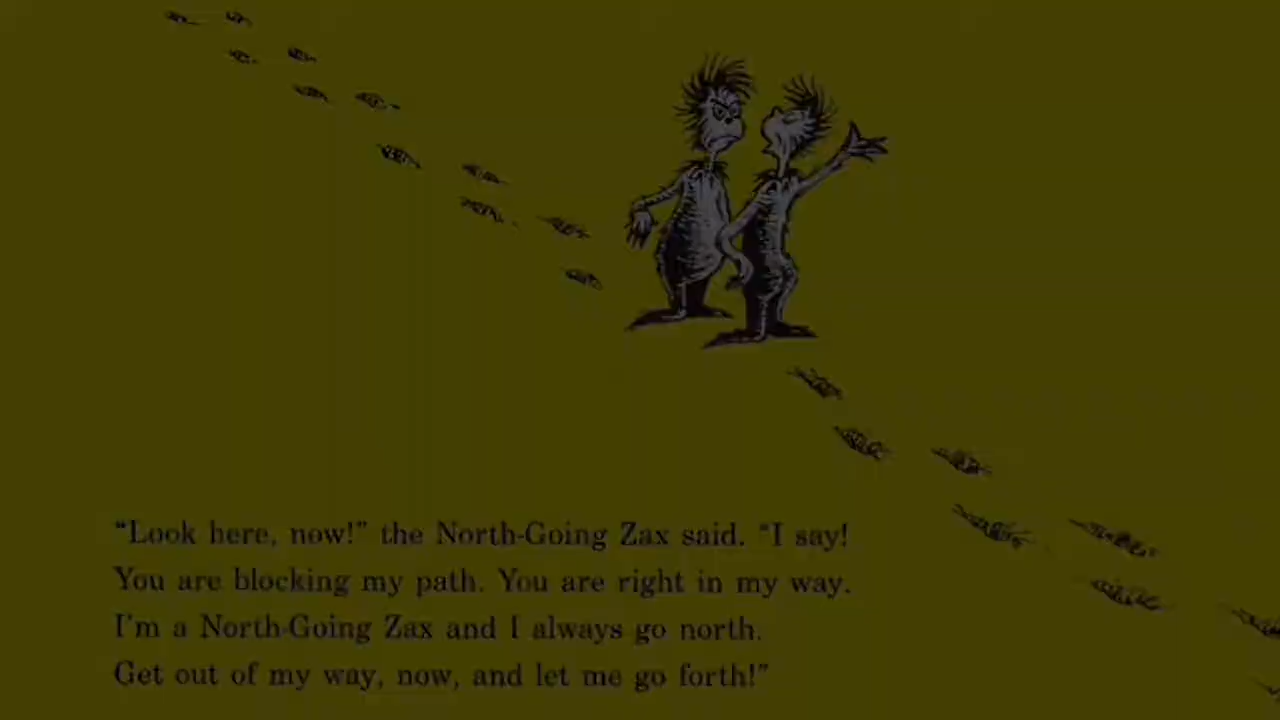 “Look here, now!” the North-Going Zax said. “I say!
You are blocking my path. You are right in my way.
I’m a North-Going Zax and I always go north.
Get out of my way, now, and let me go forth!”